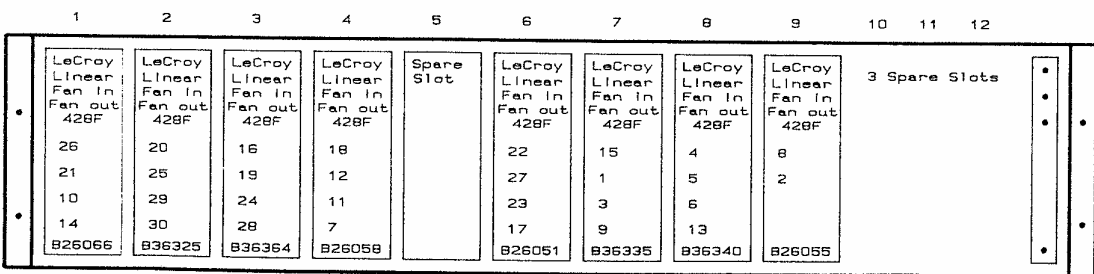 1 2 3 4 5 6 7 8 9 10 11 12
LeCroy
Linear
Fan In
Fan out
428F
26
21
10
14
B26066
LeCroy
Linear
Fan In
Fan out
428F
20
25
29
30
B36325
LeCroy
Linear
Fan In
Fan out
428F
16
19
24
28
B36364
LeCroy
Linear
Fan In
Fan out
428F
18
12
11
7
B26058
Spare
Slot
LeCroy
Linear
Fan In
Fan out
428F
22
27
23
17
B26051
LeCroy
Linear
Fan In
Fan out
428F
15
1
3
9
B36335
LeCroy
Linear
Fan In
Fan out
428F
4
5
6
13
B36340
LeCroy
Linear
Fan In
Fan out
428F
8
2
B26055
3 Spare Slots